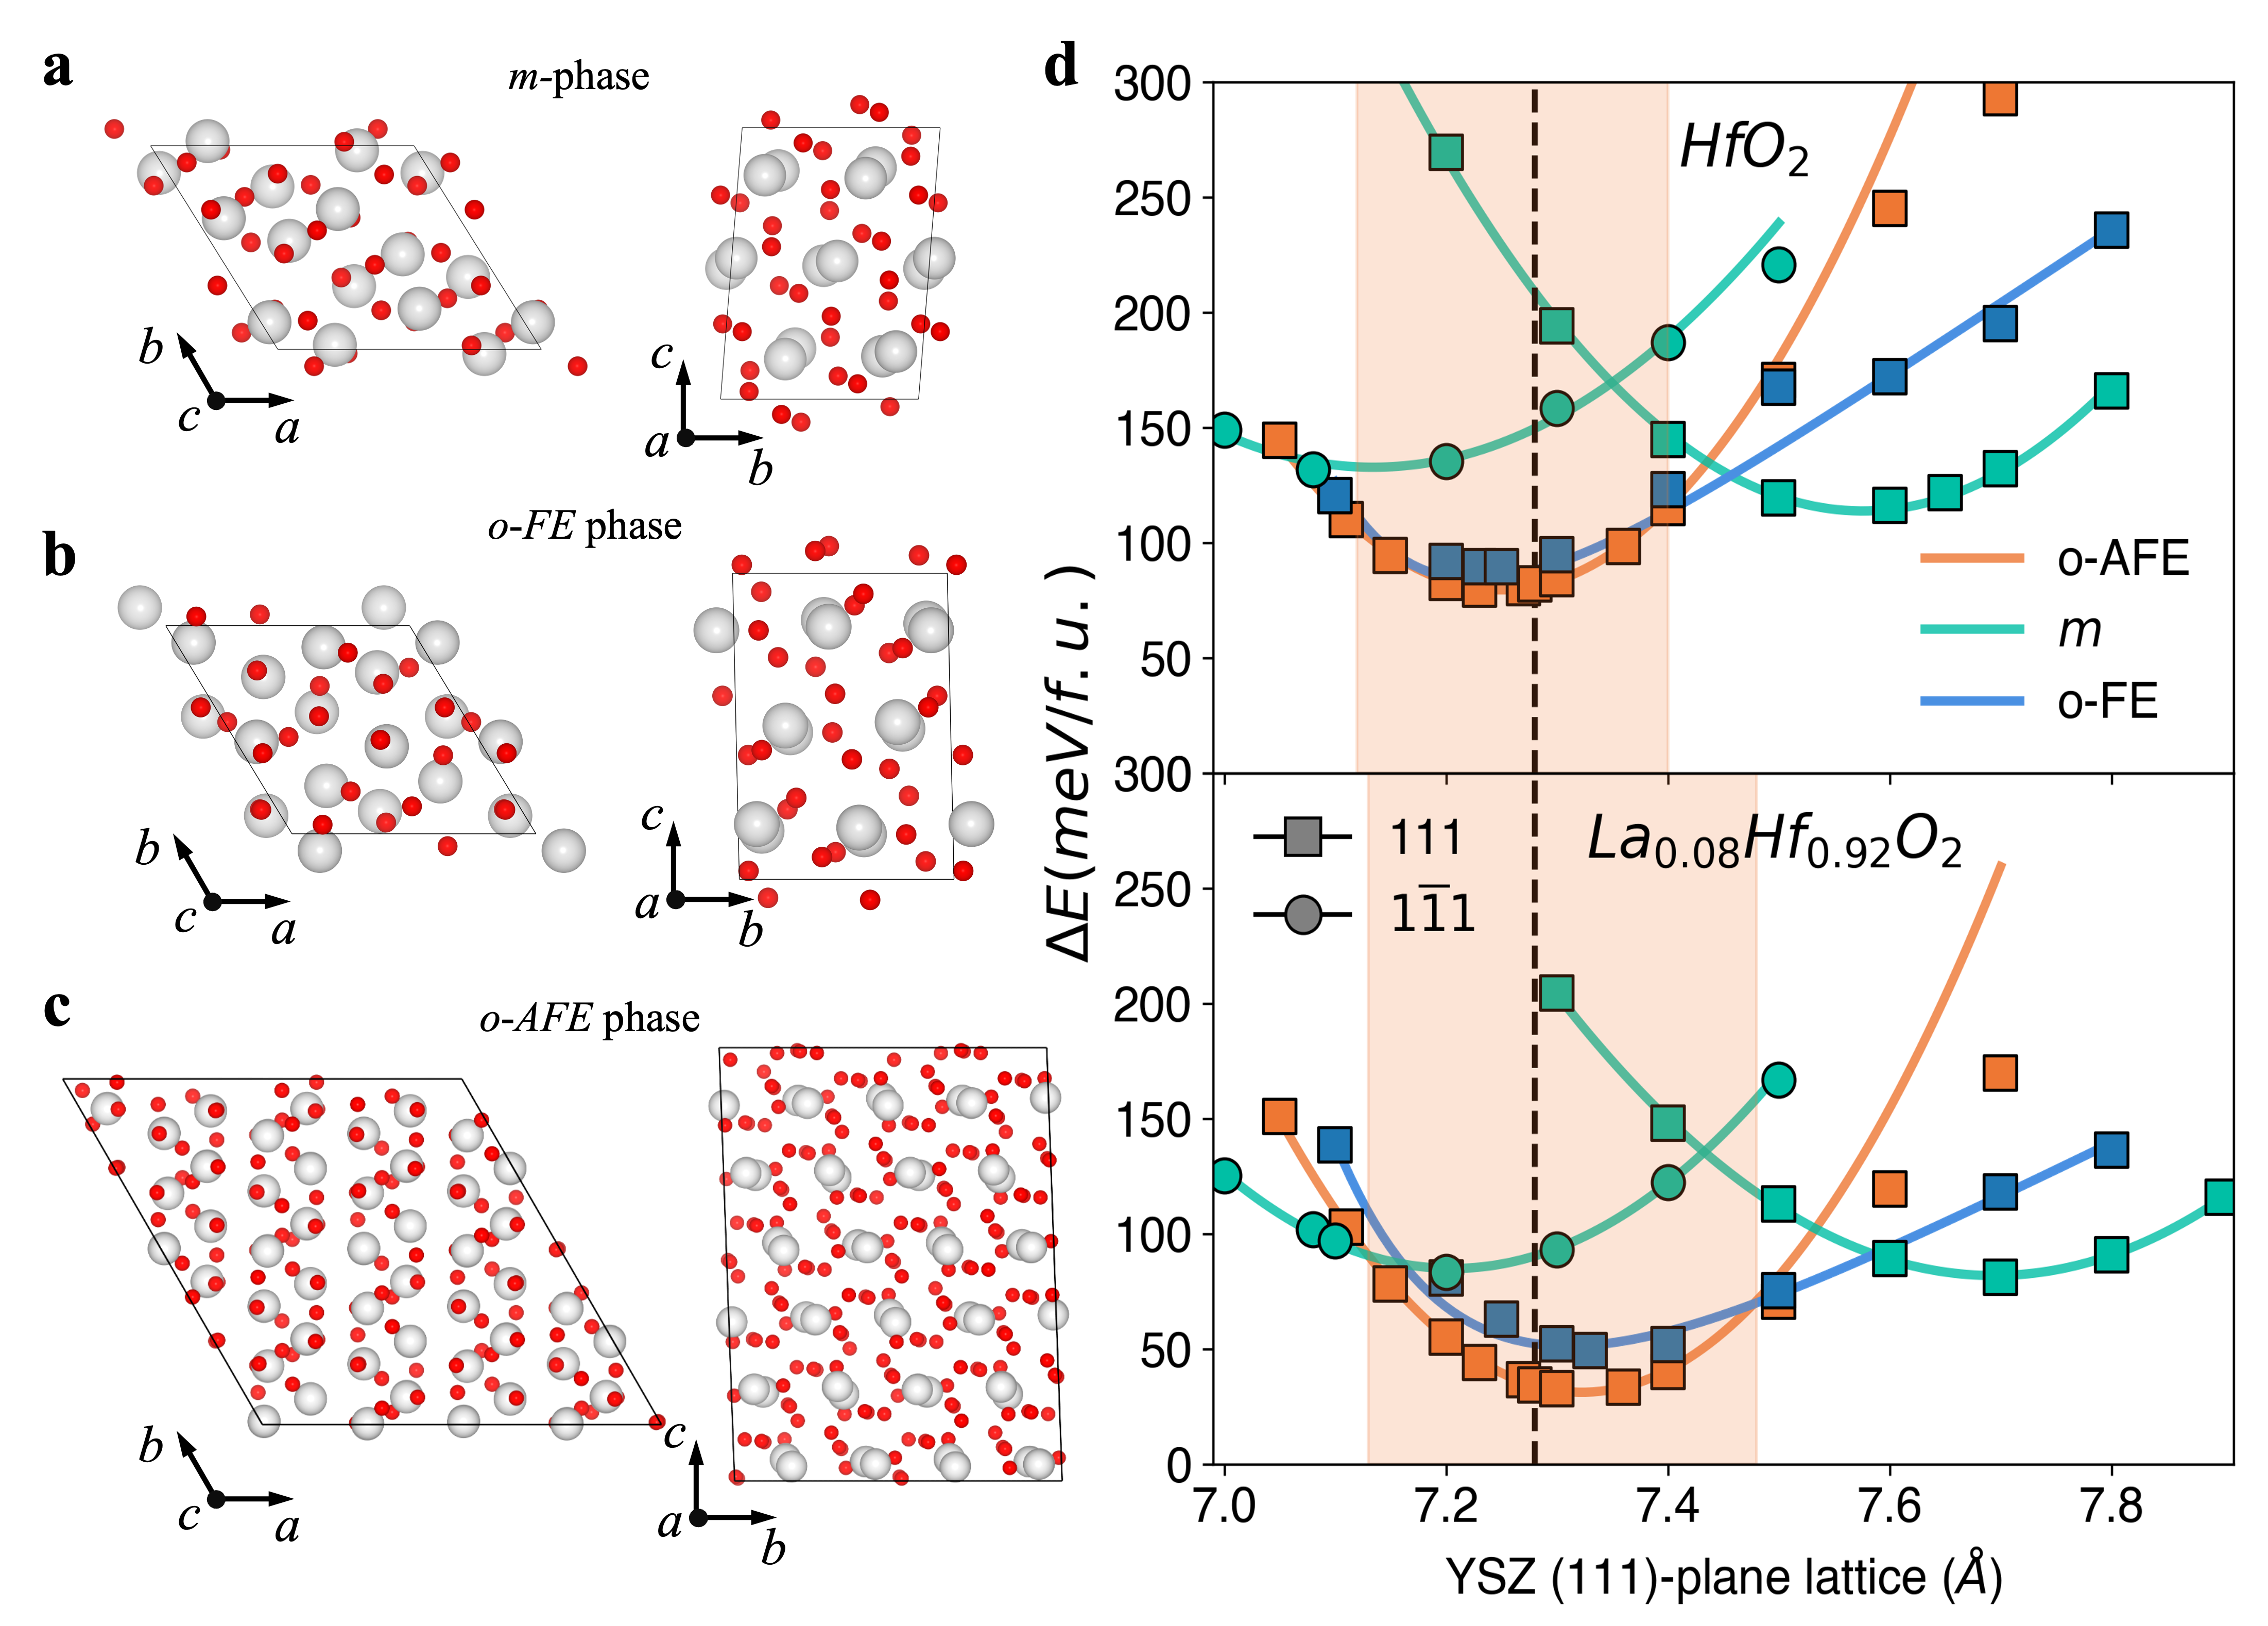 a
m-phase
b
c
a
c
a
b
b
o-FE phase
b
c
a
c
a
b
c
o-AFE phase
b
c
a
c
a
b
d
300
250
200
150
100
50
HfO₂
o-AFE
m
o-FE
ΔE(meV/f.u.)
300
250
200
150
100
50
0
111
11̅1
La₀.₀₈Hf₀.₉₂O₂
7.0 7.2 7.4 7.6 7.8
YSZ (111)-plane lattice (Å)